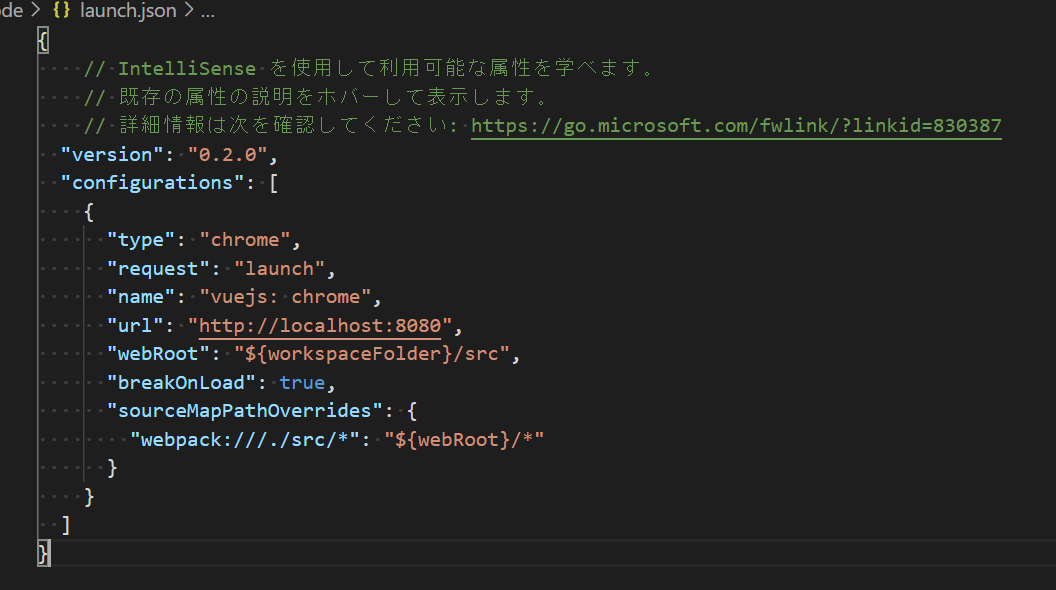 de > {} launch.json > ...
{
// IntelliSense を使用して利用可能な属性を学べます。
// 既存の属性の説明をホバーして表示します。
// 詳細情報は次を確認してください: https://go.microsoft.com/fwlink/?linkid=830387
"version": "0.2.0",
"configurations": [
{
"type": "chrome",
"request": "launch",
"name": "vuejs: chrome",
"url": "http://localhost:8080",
"webRoot": "${workspaceFolder}/src",
"breakOnLoad": true,
"sourceMapPathOverrides": {
"webpack:///./src/*": "${webRoot}/*"
}
}
]
}